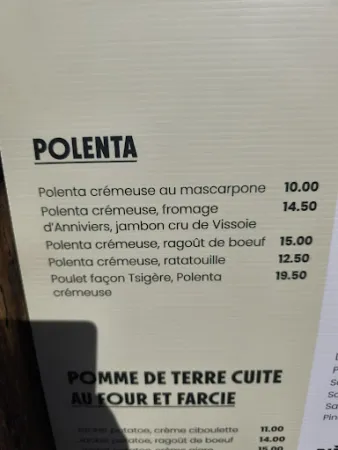 POLENTA
Polenta crémeuse au mascarpone 10.00
Polenta crémeuse, fromage 14.50
d'Anniviers, jambon cru de Vissoie
Polenta crémeuse, ragoût de boeuf 15.00
Polenta crémeuse, ratatouille 12.50
Poulet façon Tsigère, Polenta 19.50
crémeuse
POMME DE TERRE CUITE
AU FOUR ET FARCIE
potatoe, crème ciboulette 11.00
potatoe, ragoût de boeuf 14.00